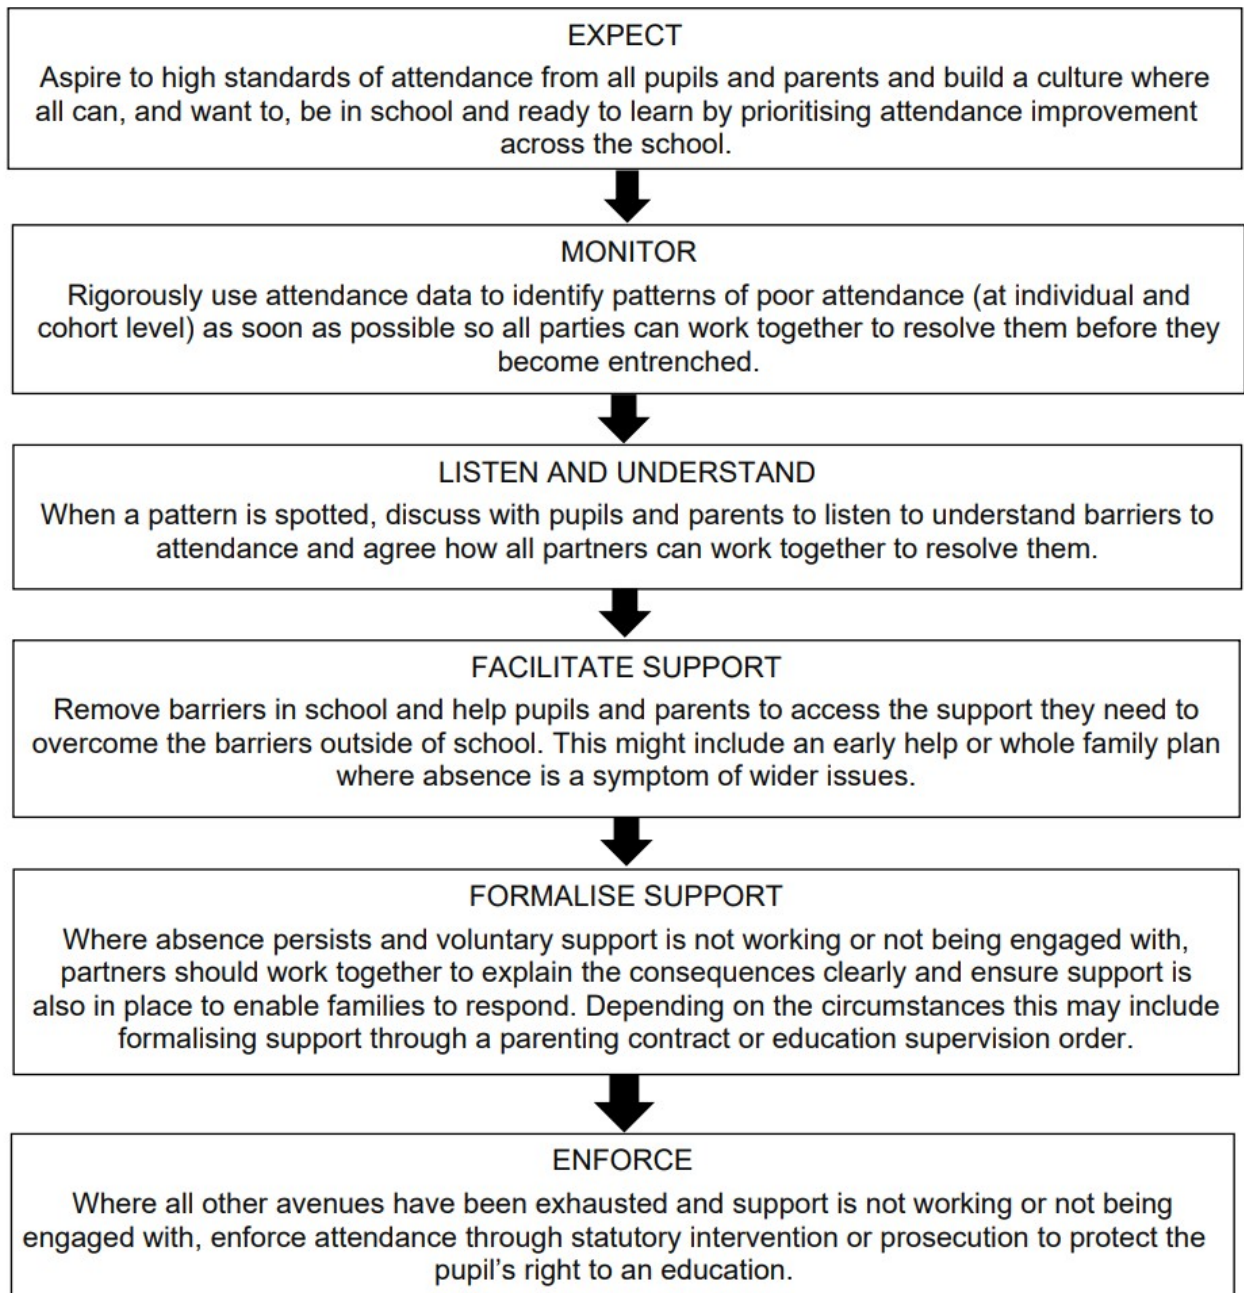 EXPECT
Aspire to high standards of attendance from all pupils and parents and build a culture where
all can, and want to, be in school and ready to learn by prioritising attendance improvement
across the school.
MONITOR
Rigorously use attendance data to identify patterns of poor attendance (at individual and
cohort level) as soon as possible so all parties can work together to resolve them before they
become entrenched.
LISTEN AND UNDERSTAND
When a pattern is spotted, discuss with pupils and parents to listen to understand barriers to
attendance and agree how all partners can work together to resolve them.
FACILITATE SUPPORT
Remove barriers in school and help pupils and parents to access the support they need to
overcome the barriers outside of school. This might include an early help or whole family plan
where absence is a symptom of wider issues.
FORMALISE SUPPORT
Where absence persists and voluntary support is not working or not being engaged with,
partners should work together to explain the consequences clearly and ensure support is
also in place to enable families to respond. Depending on the circumstances this may include
formalising support through a parenting contract or education supervision order.
ENFORCE
Where all other avenues have been exhausted and support is not working or not being
engaged with, enforce attendance through statutory intervention or prosecution to protect the
pupil’s right to an education.